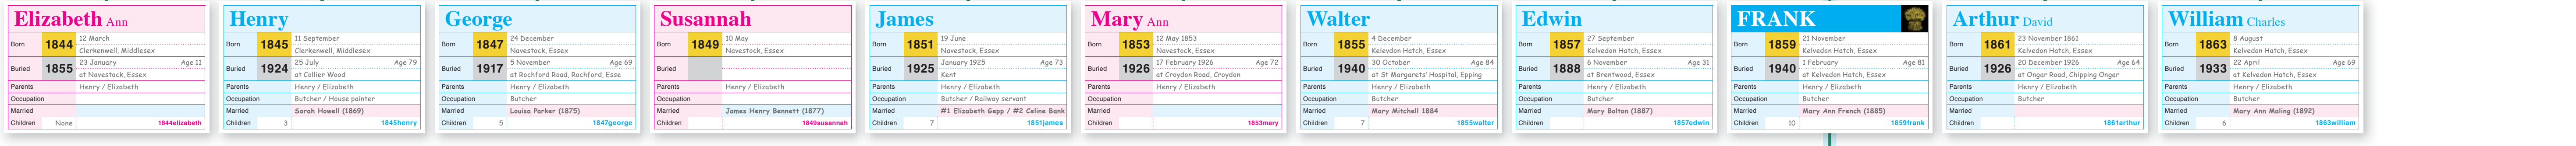 Elizabeth Ann
Born 1844 12 March
Clerkenwell, Middlesex
Buried 1855 23 January Age 11
at Navestock, Essex
Parents Henry / Elizabeth
Occupation
Married
Children None 1844elizabeth
Henry
Born 1845 11 September
Clerkenwell, Middlesex
Buried 1924 25 July Age 79
at Collier Wood
Parents Henry / Elizabeth
Occupation Butcher / House painter
Married Sarah Howell (1869)
Children 3 1845henry
George
Born 1847 24 December
Navestock, Essex
Buried 1917 5 November Age 69
at Rochford Road, Rochford, Esse
Parents Henry / Elizabeth
Occupation Butcher
Married Louisa Parker (1875)
Children 5 1847george
Susannah
Born 1849 10 May
Navestock, Essex
Buried
Parents Henry / Elizabeth
Occupation
Married James Henry Bennett (1877)
Children 1849susannah
James
Born 1851 19 June
Navestock, Essex
Buried 1925 January 1925 Age 73
Kent
Parents Henry / Elizabeth
Occupation Butcher / Railway servant
Married #1 Elizabeth Gepp / #2 Celine Bank
Children 7 1851james
Mary Ann
Born 1853 12 May 1853
Navestock, Essex
Buried 1926 17 February 1926 Age 72
at Croydon Road, Croydon
Parents Henry / Elizabeth
Occupation
Married
Children 1853mary
Walter
Born 1855 4 December
Kelevdon Hatch, Essex
Buried 1940 30 October Age 84
at St Margarets' Hospital, Epping
Parents Henry / Elizabeth
Occupation Butcher
Married Mary Mitchell 1884
Children 7 1855walter
Edwin
Born 1857 27 September
Kelvedon Hatch, Essex
Buried 1888 6 November Age 31
at Brentwood, Essex
Parents Henry / Elizabeth
Occupation Butcher
Married Mary Bolton (1887)
Children 1857edwin
FRANK
Born 1859 21 November
Kelvedon Hatch, Essex
Buried 1940 1 February Age 81
at Kelvedon Hatch, Essex
Parents Henry / Elizabeth
Occupation Butcher
Married Mary Ann French (1885)
Children 10 1859frank
Arthur David
Born 1861 23 November 1861
Kelvedon Hatch, Essex
Buried 1926 20 December 1926 Age 64
at Ongar Road, Chipping Ongar
Parents Henry / Elizabeth
Occupation Butcher
Married
Children 1861arthur
William Charles
Born 1863 8 August
Kelvedon Hatch, Essex
Buried 1933 22 April Age 69
at Kelvedon Hatch, Essex
Parents Henry / Elizabeth
Occupation Butcher
Married Mary Ann Maling (1892)
Children 6 1863william